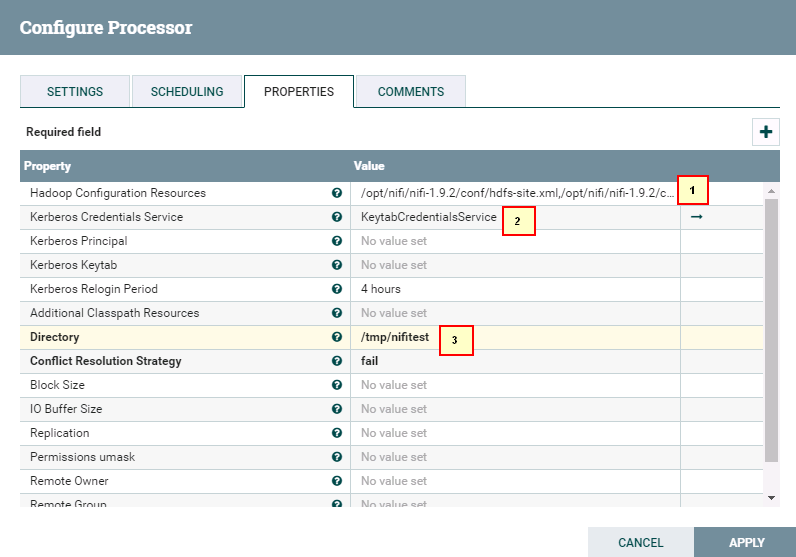 Configure Processor
SETTINGS SCHEDULING PROPERTIES COMMENTS
Required field
Property Value
Hadoop Configuration Resources /opt/nifi/nifi-1.9.2/conf/hdfs-site.xml,/opt/nifi/nifi-1.9.2/c... 1
Kerberos Credentials Service KeytabCredentialsService 2
Kerberos Principal No value set
Kerberos Keytab No value set
Kerberos Relogin Period 4 hours
Additional Classpath Resources No value set
Directory /tmp/nifitest 3
Conflict Resolution Strategy fail
Block Size No value set
IO Buffer Size No value set
Replication No value set
Permissions umask No value set
Remote Owner No value set
Remote Group No value set
CANCEL APPLY